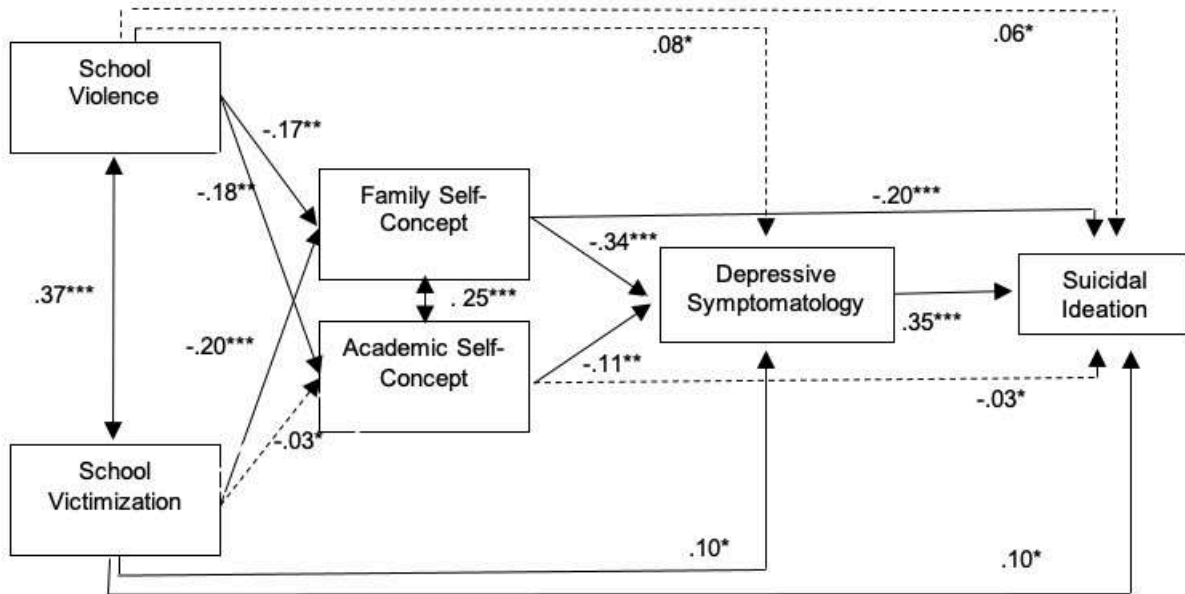 .08*
.06*
School
Violence
-.17**
-.18**
Family Self-
Concept
-.20***
-.34***
Depressive
Symptomatology
Suicidal
Ideation
.37***
. 25***
.35***
-.20***
Academic Self-
Concept
-.11**
-.03*
-.03*
School
Victimization
.10*
.10*